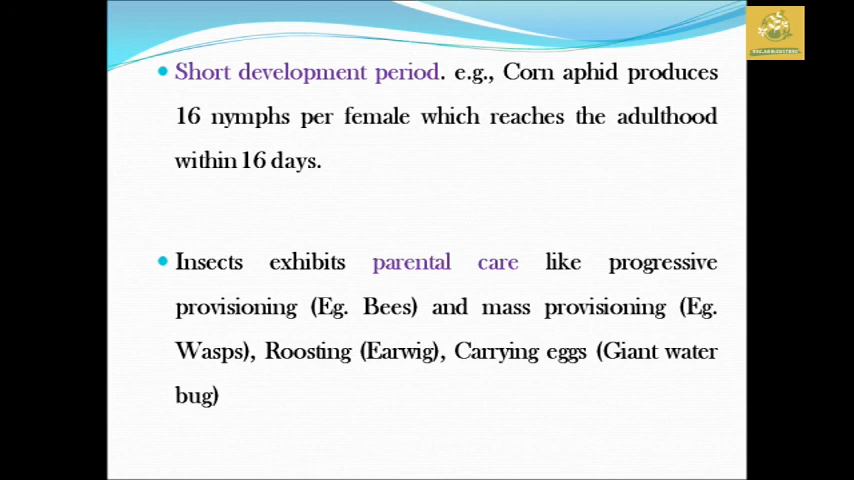 Short development period. e.g., Corn aphid produces
16 nymphs per female which reaches the adulthood
within 16 days.
Insects exhibits parental care like progressive
provisioning (Eg. Bees) and mass provisioning (Eg.
Wasps), Roosting (Earwig), Carrying eggs (Giant water
bug)